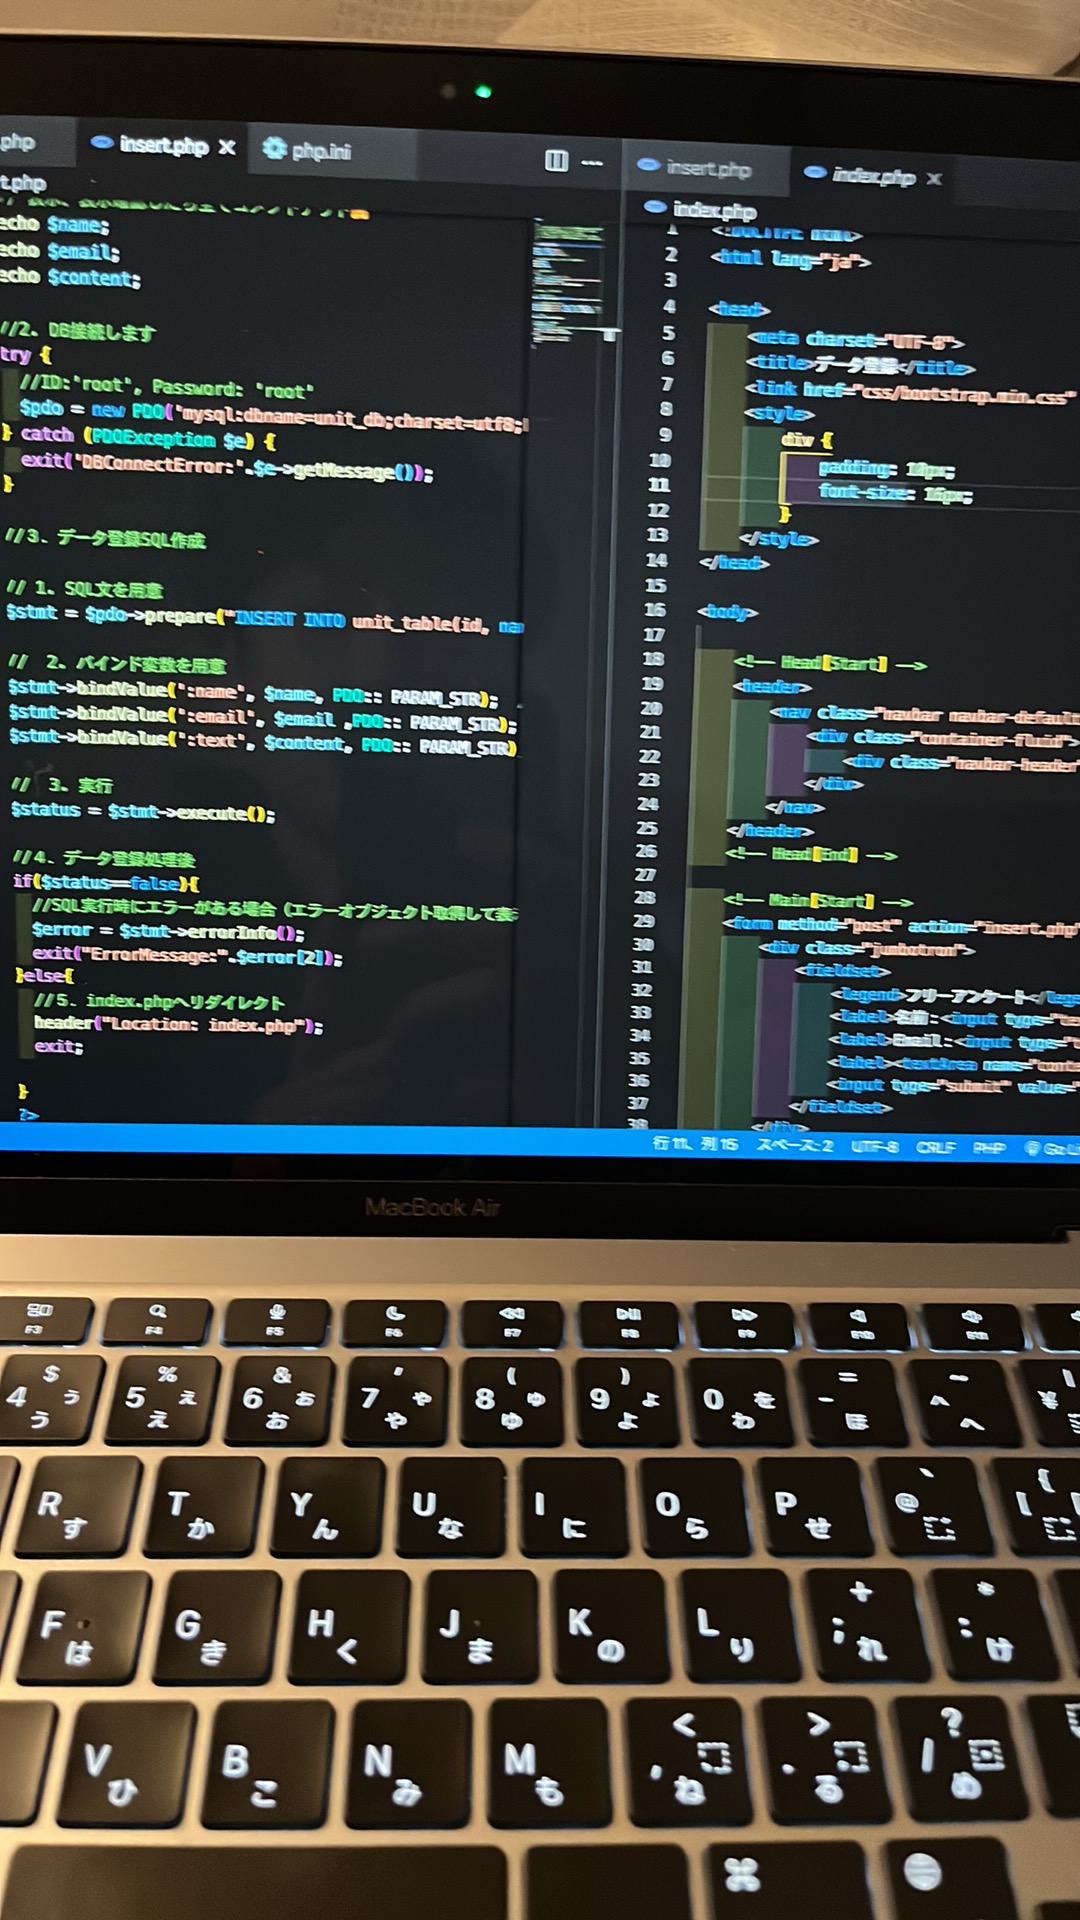 .php
insert.php
php.ini
t.php
echo $name;
echo $email;
echo $content;
//2. DB接続します
try {
//ID:'root', Password: 'root'
$pdo = new PDO('mysql:dbname=unit_db;charset=utf8;
} catch (PDOException $e) {
exit('DBConnectError:'.$e->getMessage());
}
//3. データ登録SQL作成
// 1. SQL文を用意
$stmt = $pdo->prepare("INSERT INTO unit_table(id, na
// 2. バインド変数を用意
$stmt->bindValue(':name', $name, PDO:: PARAM_STR);
$stmt->bindValue(':email', $email ,PDO:: PARAM_STR);
$stmt->bindValue(':text', $content, PDO:: PARAM_STR)
// 3. 実行
$status = $stmt->execute();
//4. データ登録処理後
if($status==false){
//SQL実行時にエラーがある場合（エラーオブジェクト取得して表
$error = $stmt->errorInfo();
exit("ErrorMessage:".$error[2]);
}else{
//5. index.phpへリダイレクト
header("Location: index.php");
exit;
}
?>
insert.php
index.php
index.php
1 <!DOCTYPE html>
2 <html lang="ja">
3
4 <head>
5 <meta charset="UTF-8">
6 <title>データ登録</title>
7 <link href="css/bootstrap.min.css"
8 <style>
9 div {
10 padding: 10px;
11 font-size: 16px;
12 }
13 </style>
14 </head>
15
16 <body>
17
18 <!-- Head[Start] -->
19 <header>
20 <nav class="navbar navbar-default
21 <div class="container-fluid">
22 <div class="navbar-header"
23 </div>
24 </nav>
25 </header>
26 <!-- Head[End] -->
27
28 <!-- Main[Start] -->
29 <form method="post" action="insert.php"
30 <div class="jumbotron">
31 <fieldset>
32 <legend>フリーアンケート</lege
33 <label>名前:<input type="te
34 <label>Email:<input type="t
35 <label><textArea name="conta
36 <input type="submit" value="
37 </fieldset>
38 </div>
行 11、列 16 スペース: 2 UTF-8 CRLF PHP Go Li
MacBook Air
F3 F4 F5 F6 F7 F8 F9 F10 F11
$ % & ' ( ) = ~ |
4 ぅ う 5 ぇ え 6 ぉ お 7 ゃ や 8 ゅ ゆ 9 ょ よ 0 を わ - ほ ^ へ ¥
R す T か Y ん U な I に O ら P せ ` @ { [
F は G き H く J ま K の L り + ; れ * : け
V ひ B こ N み M も < , ね > . る ? / め
⌘